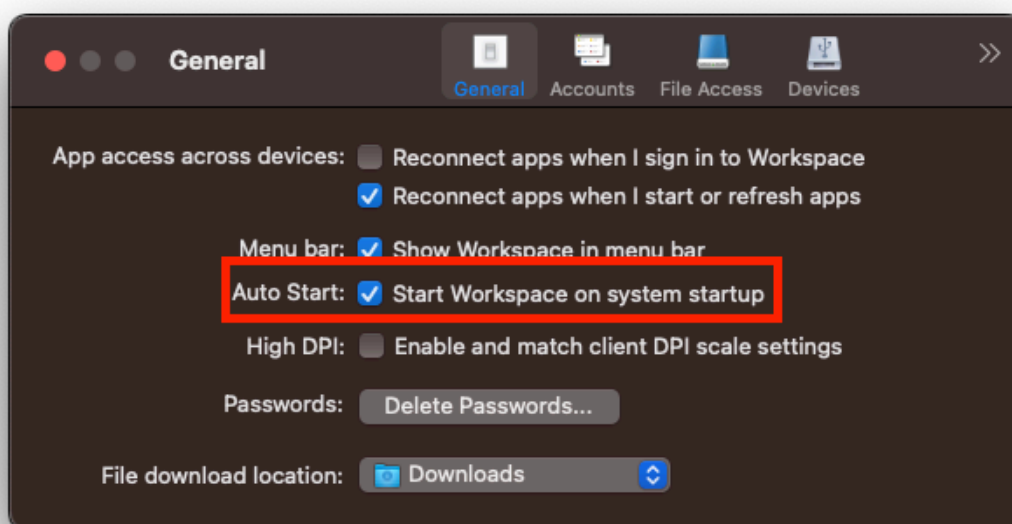 General
General Accounts File Access Devices
App access across devices: Reconnect apps when I sign in to Workspace
Reconnect apps when I start or refresh apps
Menu bar: Show Workspace in menu bar
Auto Start: Start Workspace on system startup
High DPI: Enable and match client DPI scale settings
Passwords: Delete Passwords...
File download location: Downloads